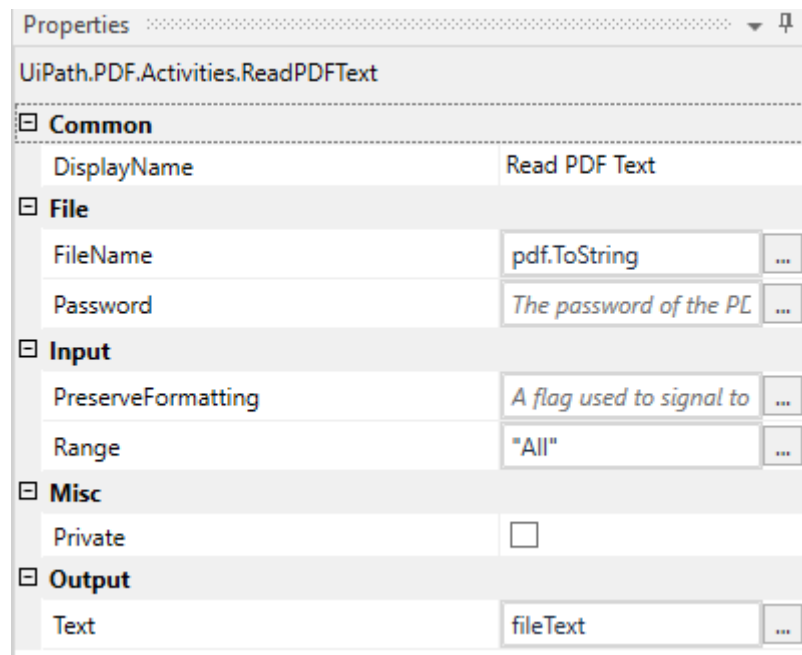 Properties
UiPath.PDF.Activities.ReadPDFText
Common
DisplayName Read PDF Text
File
FileName pdf.ToString ...
Password The password of the PD ...
Input
PreserveFormatting A flag used to signal to ...
Range "All" ...
Misc
Private
Output
Text fileText ...